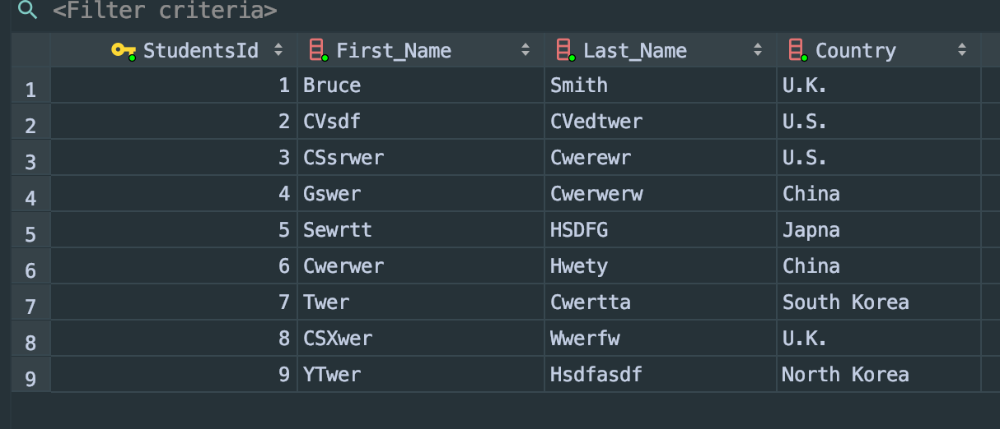 <Filter criteria>
StudentsId First_Name Last_Name Country
1 1 Bruce Smith U.K.
2 2 CVsdf CVedtwer U.S.
3 3 CSsrwer Cwerewr U.S.
4 4 Gswer Cwerwerw China
5 5 Sewrtt HSDFG Japna
6 6 Cwerwer Hwety China
7 7 Twer Cwertta South Korea
8 8 CSXwer Wwerfw U.K.
9 9 YTwer Hsdfasdf North Korea